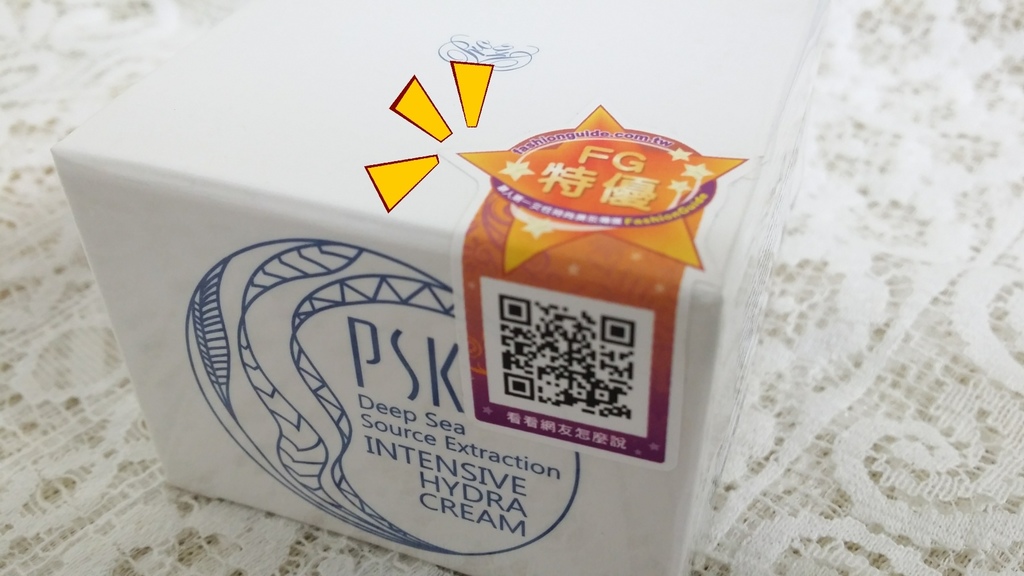 fashionguide.com.tw
FG
特優
FashionGuide
看看網友怎麼說
PSK
Deep Sea
Source Extraction
INTENSIVE
HYDRA
CREAM